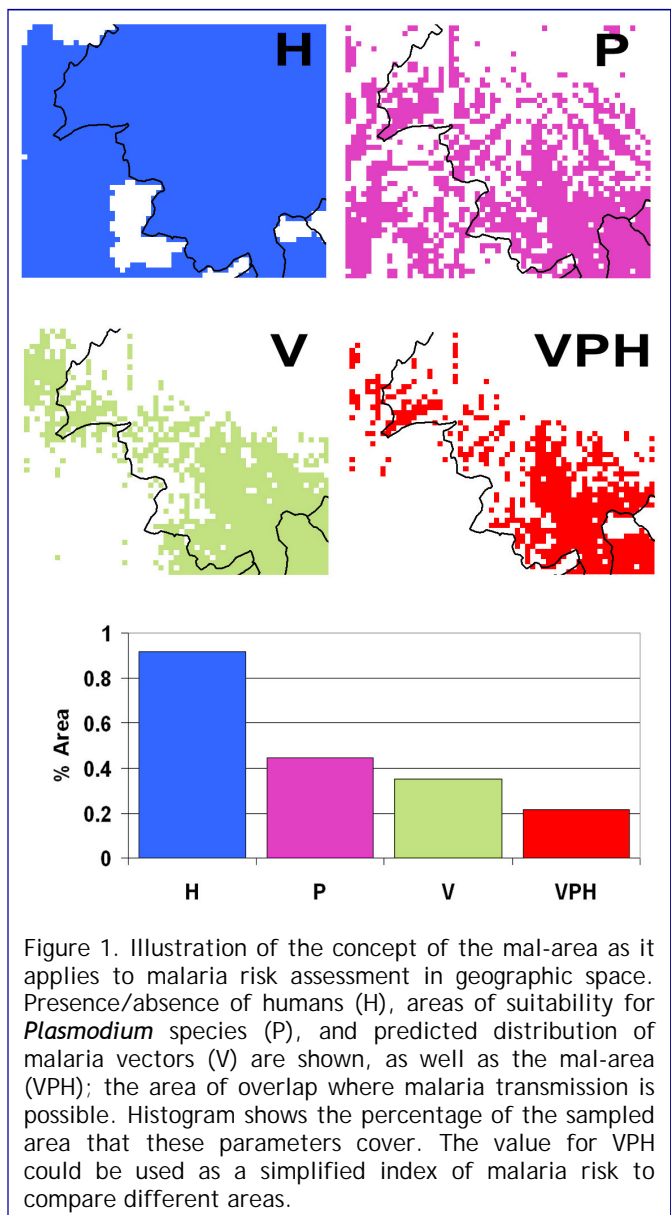 H
P
V
VPH
1
0.8
0.6
0.4
0.2
0
% Area
H P V VPH
Figure 1. Illustration of the concept of the mal-area as it
applies to malaria risk assessment in geographic space.
Presence/absence of humans (H), areas of suitability for
Plasmodium species (P), and predicted distribution of
malaria vectors (V) are shown, as well as the mal-area
(VPH); the area of overlap where malaria transmission is
possible. Histogram shows the percentage of the sampled
area that these parameters cover. The value for VPH
could be used as a simplified index of malaria risk to
compare different areas.